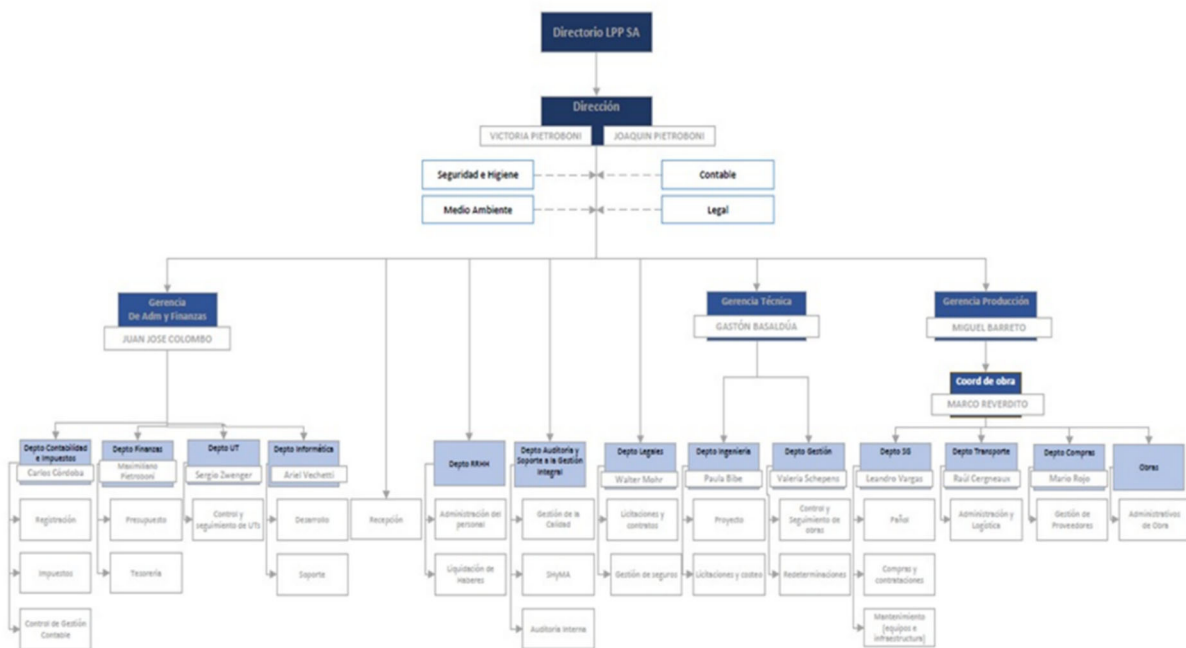 Directorio LPP SA
Dirección
VICTORIA PIETROBONI
JOAQUIN PIETROBONI
Seguridad e Higiene
Contable
Medio Ambiente
Legal
Gerencia
De Adm y Finanzas
JUAN JOSE COLOMBO
Gerencia Técnica
GASTÓN BASALDÚA
Gerencia Producción
MIGUEL BARRETO
Coord de obra
MARCO REVERDITO
Depto Contabilidad
e Impuestos
Carlos Córdoba
Depto Finanzas
Maximiliano
Pietroboni
Depto UT
Sergio Zwenger
Depto Informática
Ariel Vechetti
Depto RRHH
Depto Auditoría y
Soporte a la Gestión
Integral
Depto Legales
Walter Mohr
Depto Ingeniería
Paula Bibe
Depto Gestión
Valeria Schepens
Depto SG
Leandro Vargas
Depto Transporte
Raúl Cergneaux
Depto Compras
Mario Rojo
Obras
Registración
Presupuesto
Control y
seguimiento de UTs
Desarrollo
Recepción
Administración del
personal
Gestión de la
Calidad
Licitaciones y
contratos
Proyecto
Control y
Seguimiento de
obras
Pañol
Administración y
Logística
Gestión de
Proveedores
Administrativos de
Obra
Impuestos
Tesorería
Soporte
Liquidación de
Haberes
SHyMA
Gestión de seguros
Licitaciones y costeo
Redeterminaciones
Compras y
contrataciones
Control de Gestión
Contable
Auditoría Interna
Mantenimiento
(equipos e
infraestructura)